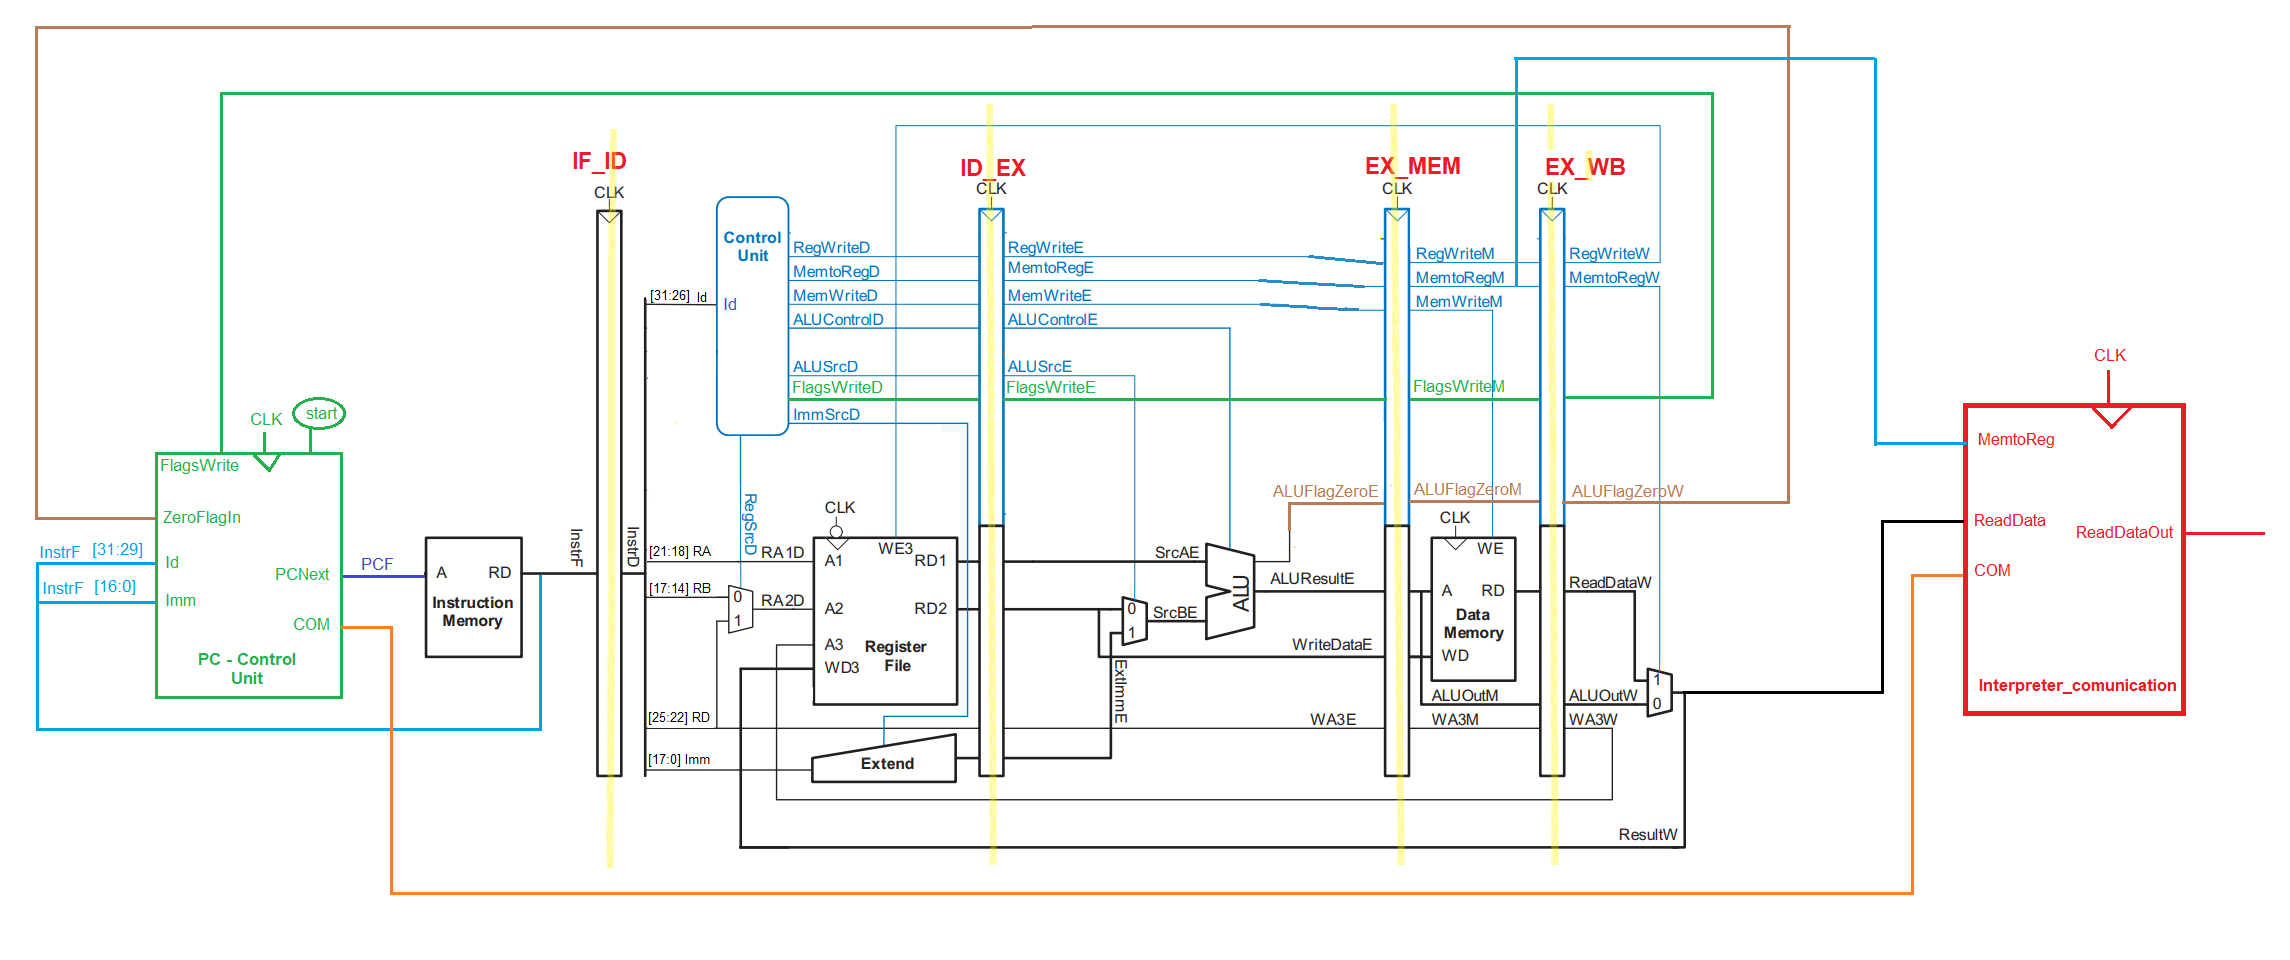 IF_ID
CLK
ID_EX
CLK
EX_MEM
CLK
EX_WB
CLK
Control
Unit
Id
[31:26] Id
RegWriteD
MemtoRegD
MemWriteD
ALUControlD
ALUSrcD
FlagsWriteD
ImmSrcD
RegWriteE
MemtoRegE
MemWriteE
ALUControlE
ALUSrcE
FlagsWriteE
RegWriteM
MemtoRegM
MemWriteM
FlagsWriteM
RegWriteW
MemtoRegW
CLK
start
FlagsWrite
ZeroFlagIn
Id
Imm
PCNext
COM
PC - Control
Unit
InstrF [31:29]
InstrF [16:0]
PCF
A
RD
Instruction
Memory
InstrF
InstrD
RegSrcD
[21:18] RA
[17:14] RB
[25:22] RD
[17:0] Imm
RA1D
RA2D
0
1
CLK
WE3
A1
RD1
A2
RD2
A3
WD3
Register
File
Extend
ExtImmE
0
1
SrcAE
SrcBE
ALU
ALUFlagZeroE
ALUFlagZeroM
ALUFlagZeroW
ALUResultE
WriteDataE
WA3E
CLK
WE
A
RD
Data
Memory
WD
ALUOutM
WA3M
ReadDataW
ALUOutW
WA3W
1
0
ResultW
CLK
MemtoReg
ReadData
COM
ReadDataOut
Interpreter_comunication